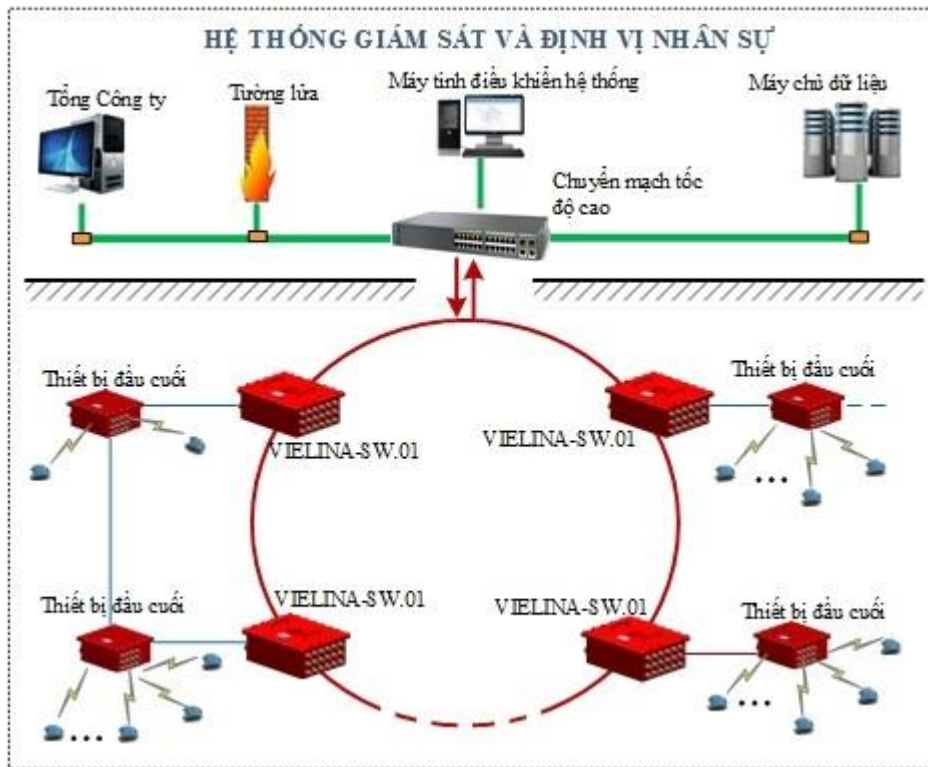 HỆ THỐNG GIÁM SÁT VÀ ĐỊNH VỊ NHÂN SỰ
Tổng Công ty
Tường lửa
Máy tính điều khiển hệ thống
Máy chủ dữ liệu
Chuyển mạch tốc
độ cao
Thiết bị đầu cuối
VIELINA-SW.01
VIELINA-SW.01
Thiết bị đầu cuối
Thiết bị đầu cuối
VIELINA-SW.01
VIELINA-SW.01
Thiết bị đầu cuối